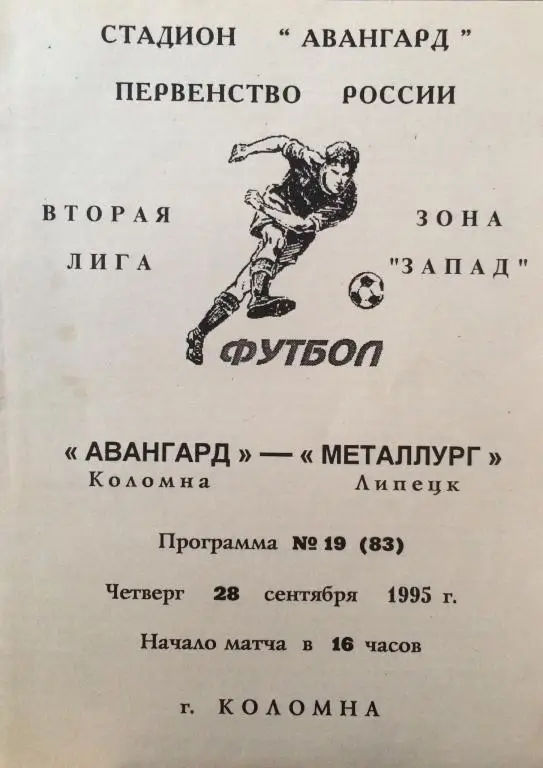 СТАДИОН " АВАНГАРД "
ПЕРВЕНСТВО РОССИИ
ВТОРАЯ ЛИГА
ЗОНА "ЗАПАД"
ФУТБОЛ
« АВАНГАРД » — « МЕТАЛЛУРГ »
Коломна Липецк
Программа № 19 (83)
Четверг 28 сентября 1995 г.
Начало матча в 16 часов
г. КОЛОМНА